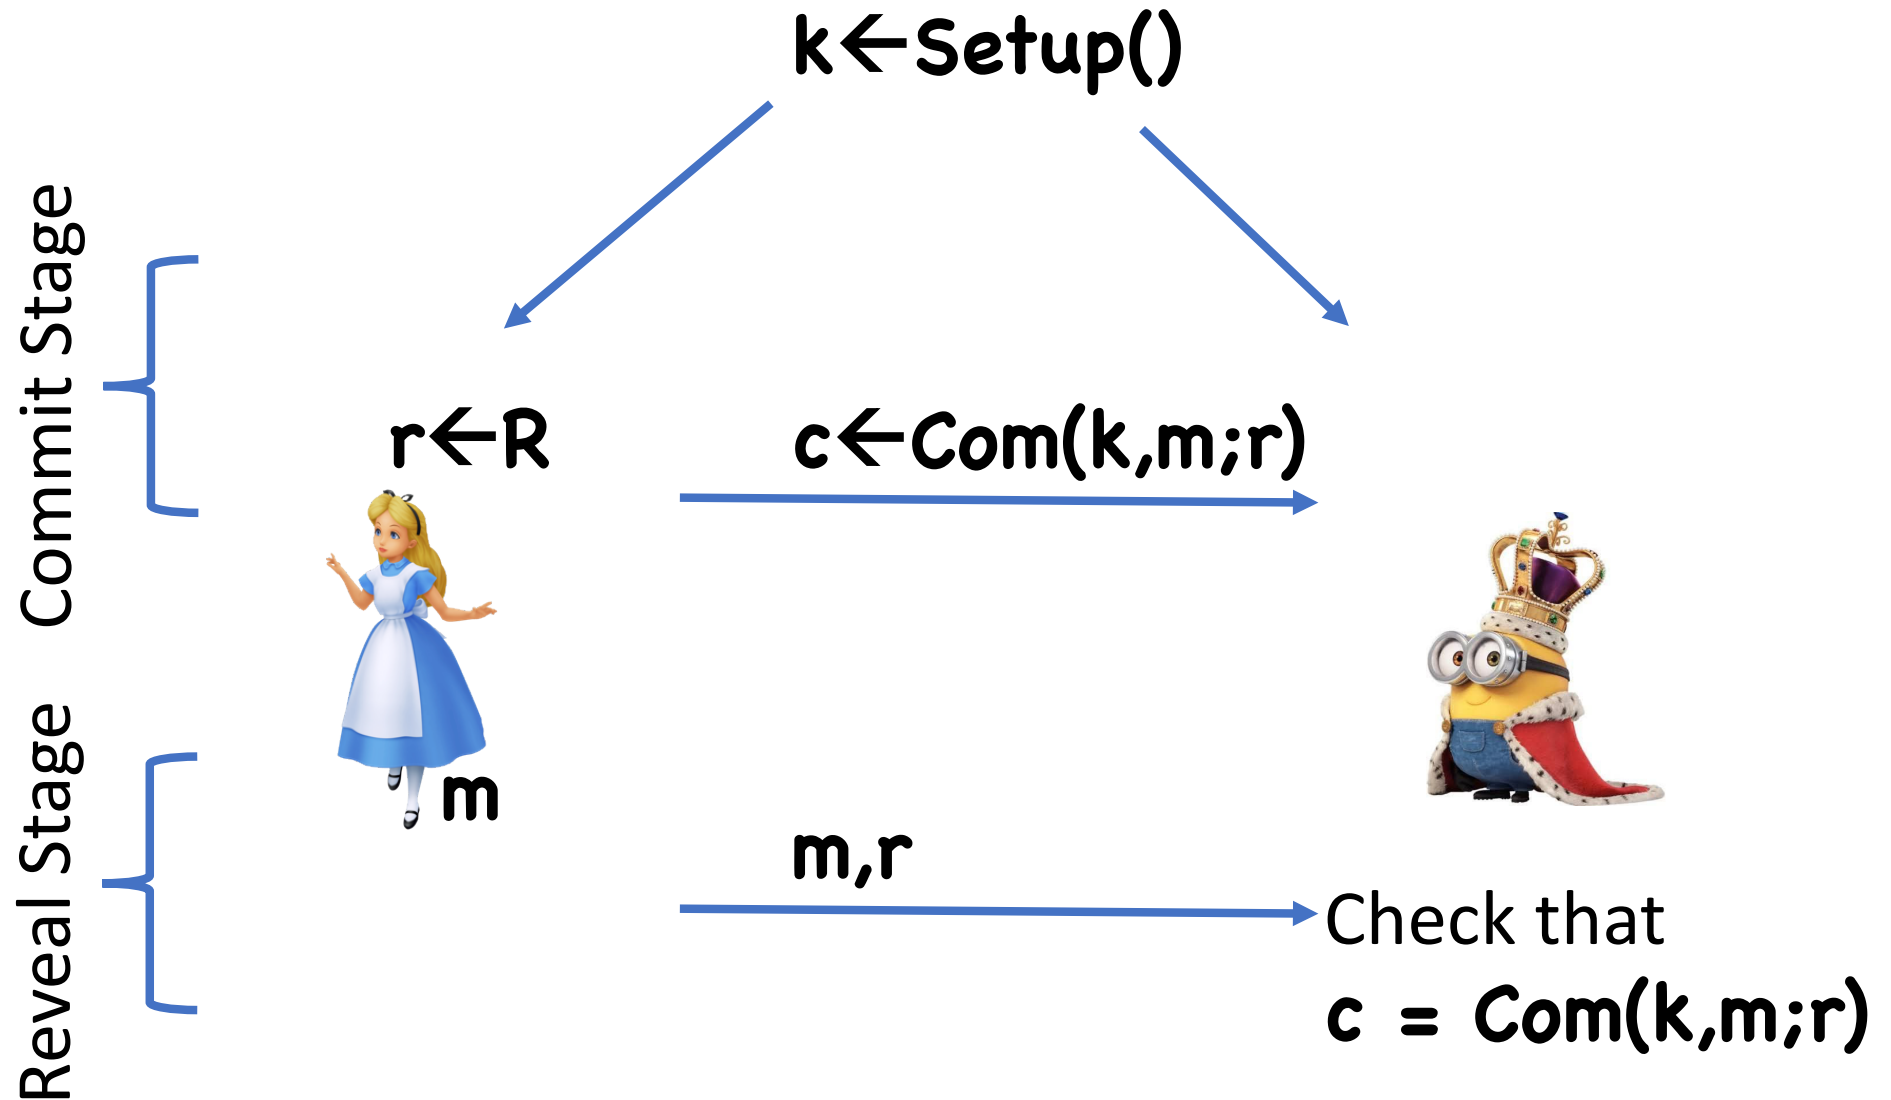 k←Setup()
Commit Stage
r←R
c←Com(k,m;r)
m
Reveal Stage
m,r
Check that
c = Com(k,m;r)